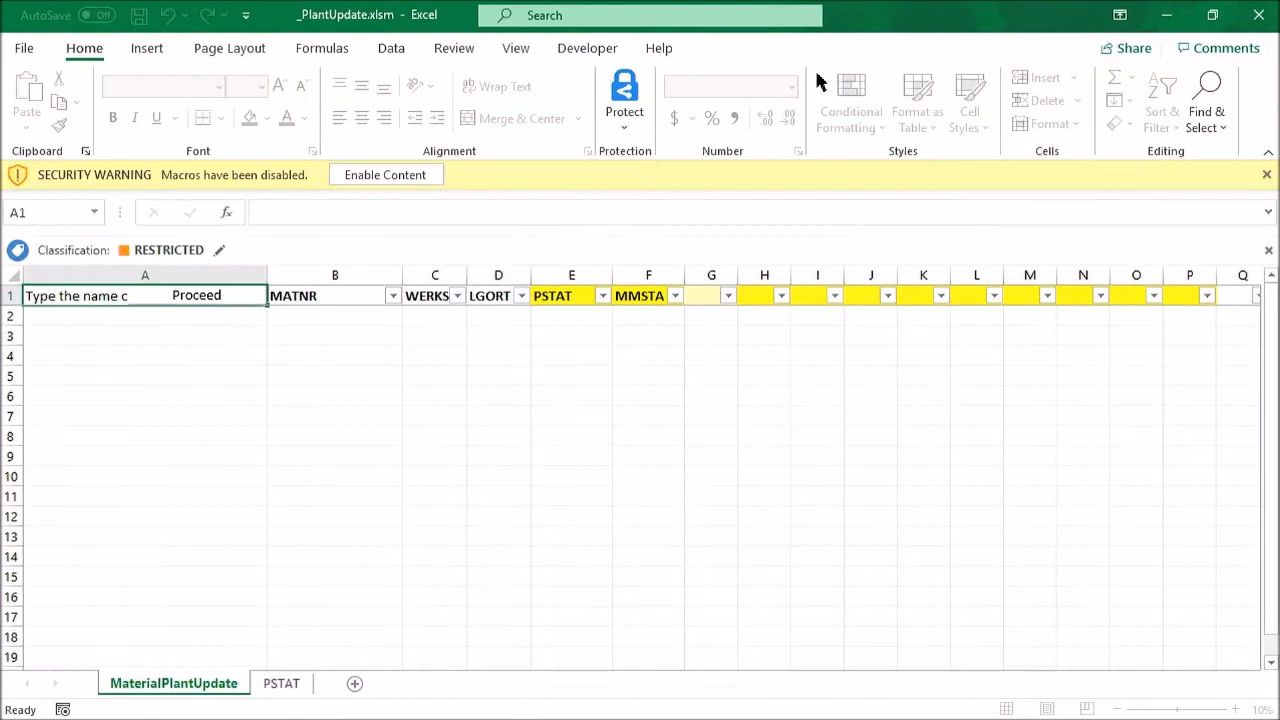 AutoSave Off _PlantUpdate.xlsm - Excel Search
File Home Insert Page Layout Formulas Data Review View Developer Help Share Comments
Paste Wrap Text Merge & Center Protect Conditional Formatting Format as Table Cell Styles Insert Delete Format Sort & Filter Find & Select
Clipboard Font Alignment Protection Number Styles Cells Editing
SECURITY WARNING Macros have been disabled. Enable Content
A1 fx
Classification: RESTRICTED
A B C D E F G H I J K L M N O P Q
1 Type the name c Proceed MATNR WERKS LGORT PSTAT MMSTA
2
3
4
5
6
7
8
9
10
11
12
13
14
15
16
17
18
19
MaterialPlantUpdate PSTAT
Ready 10%